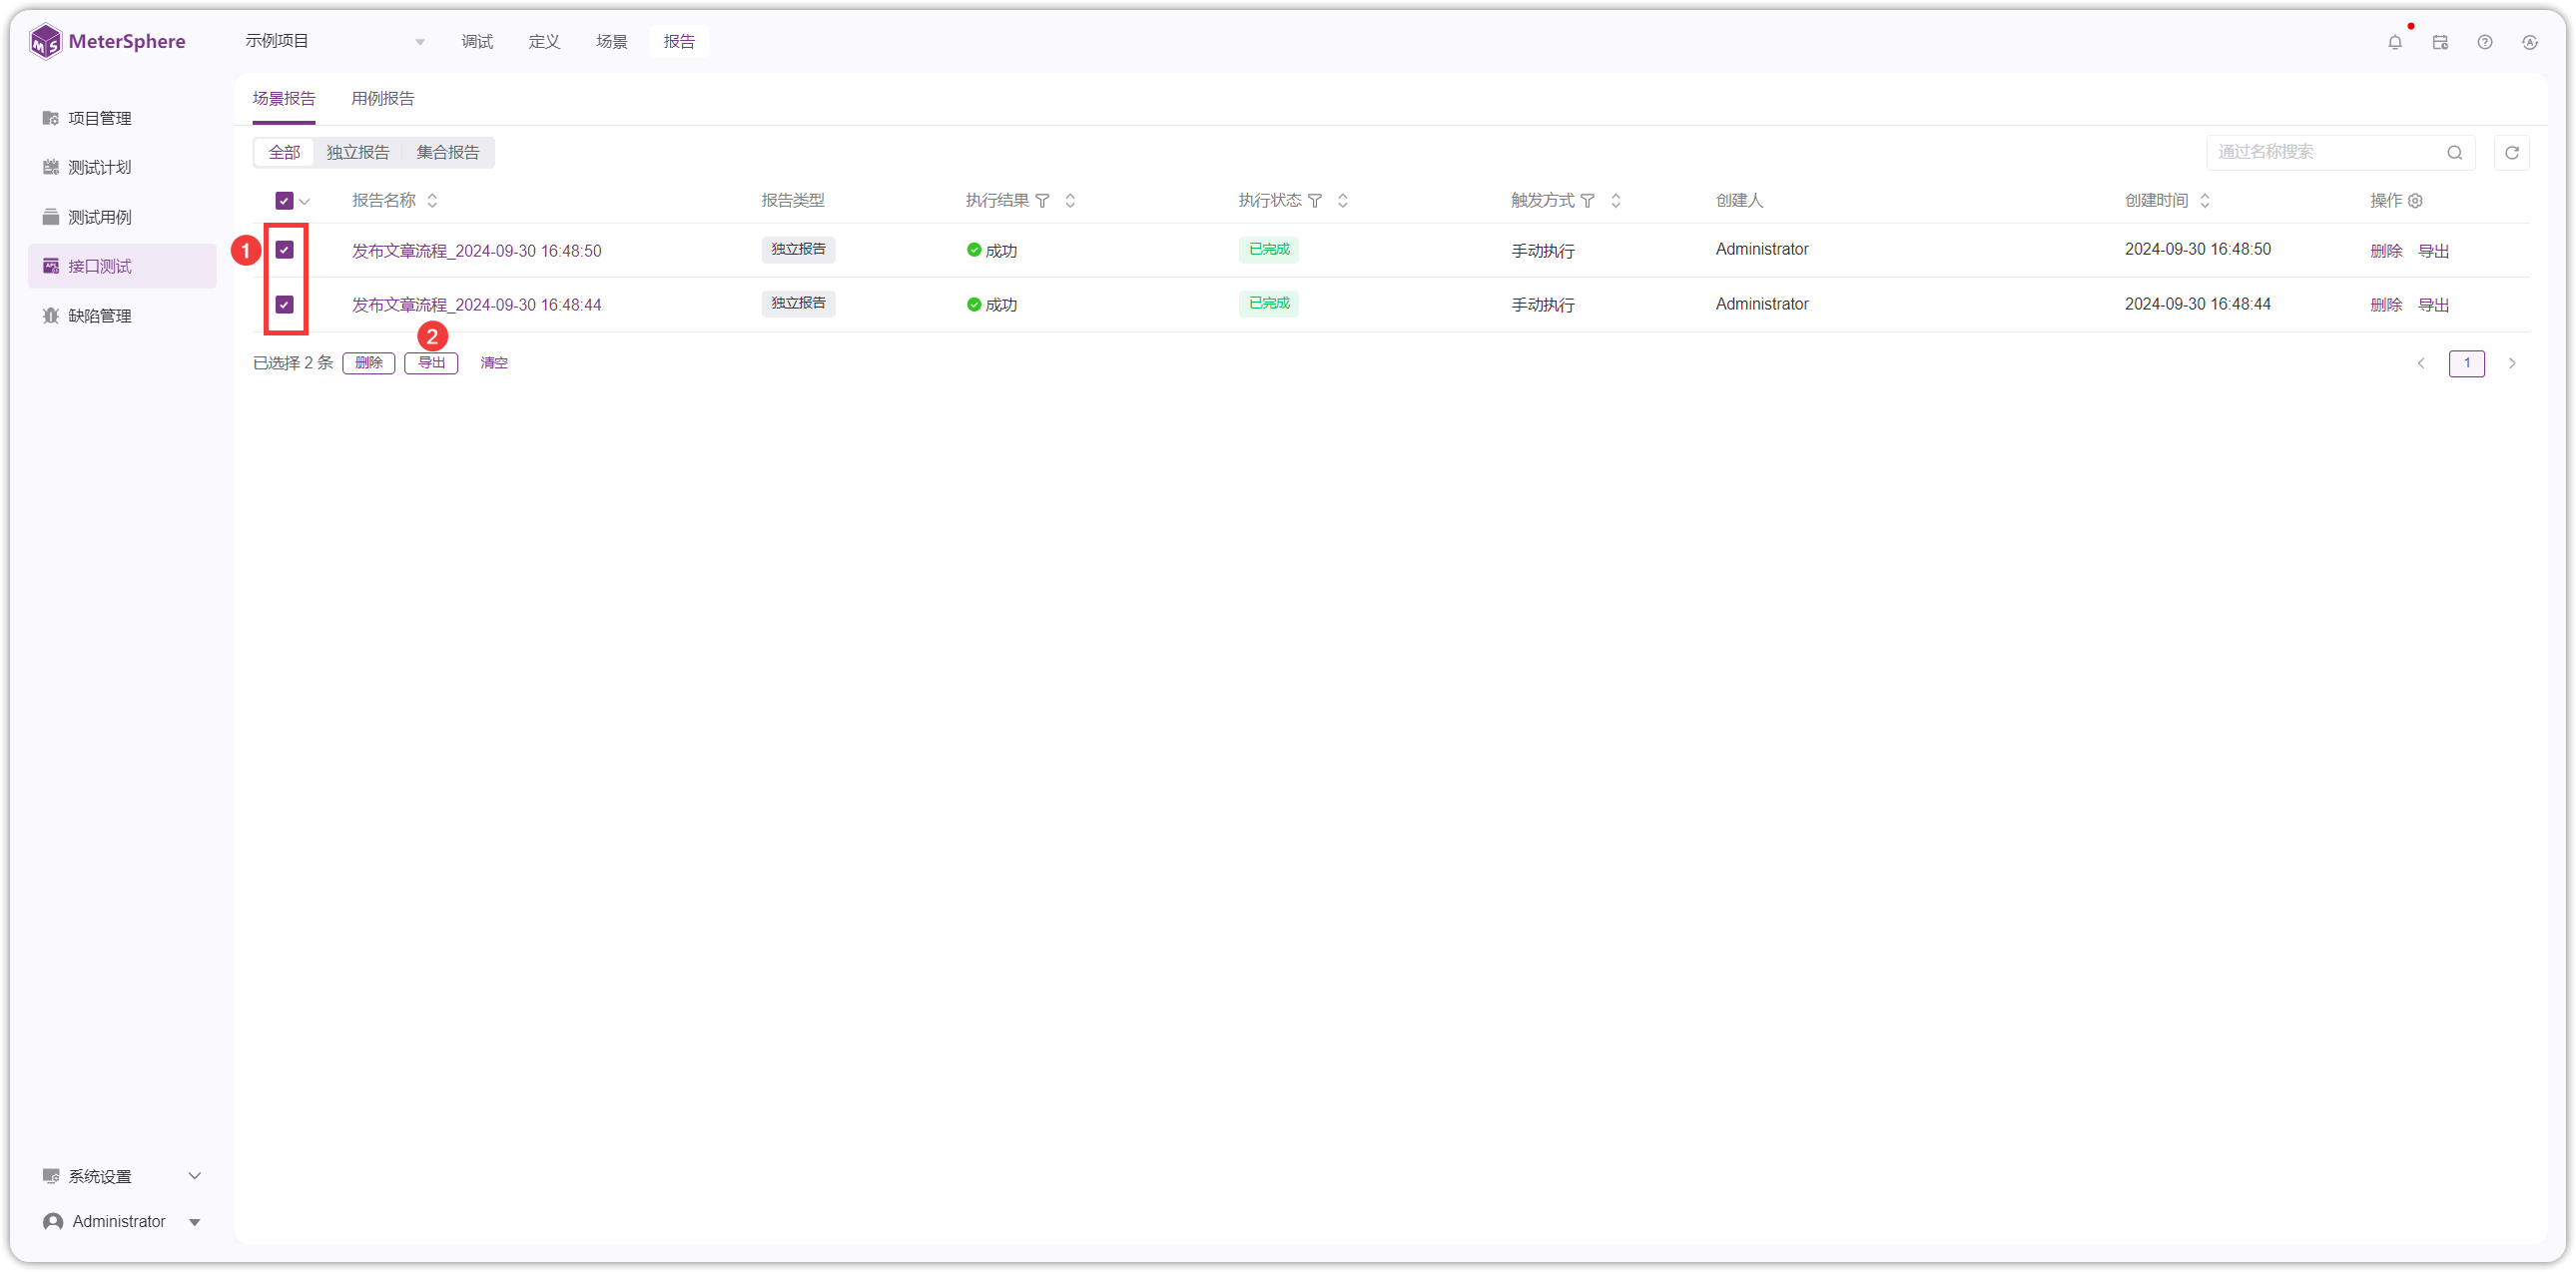 MeterSphere
示例项目 调试 定义 场景 报告
项目管理
测试计划
测试用例
接口测试
缺陷管理
场景报告 用例报告
全部 独立报告 集合报告 通过名称搜索
报告名称 报告类型 执行结果 执行状态 触发方式 创建人 创建时间 操作
1 发布文章流程_2024-09-30 16:48:50 独立报告 成功 已完成 手动执行 Administrator 2024-09-30 16:48:50 删除 导出
发布文章流程_2024-09-30 16:48:44 独立报告 成功 已完成 手动执行 Administrator 2024-09-30 16:48:44 删除 导出
2
已选择 2 条 删除 导出 清空 1
系统设置
Administrator